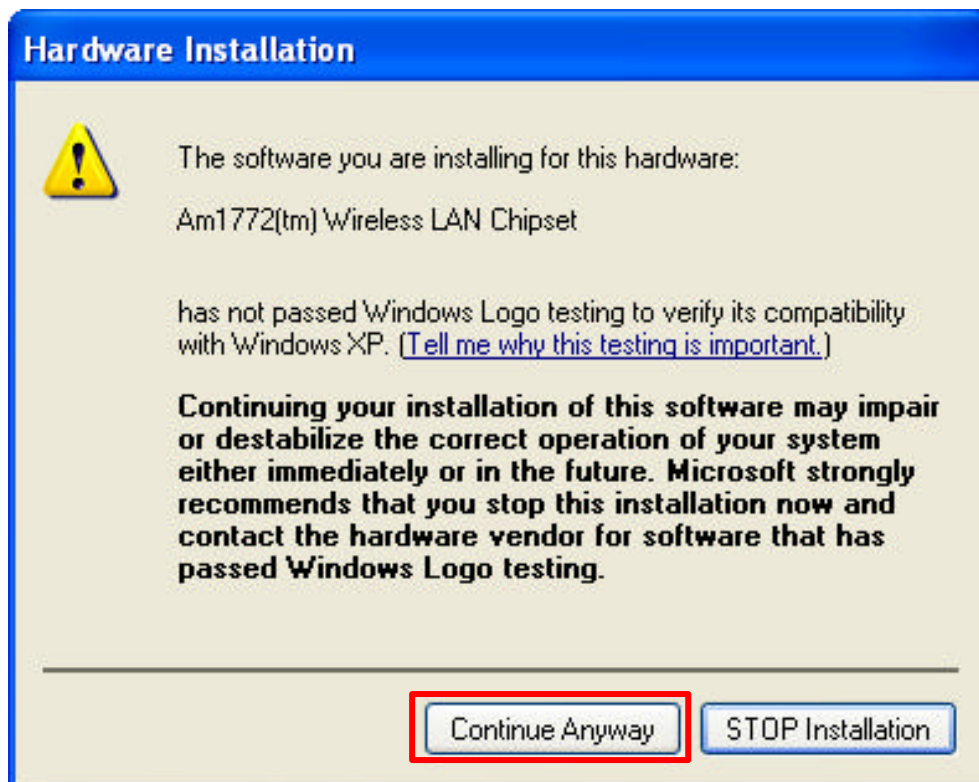 Hardware Installation
The software you are installing for this hardware:
Am1772(tm) Wireless LAN Chipset
has not passed Windows Logo testing to verify its compatibility
with Windows XP. (Tell me why this testing is important.)
Continuing your installation of this software may impair
or destabilize the correct operation of your system
either immediately or in the future. Microsoft strongly
recommends that you stop this installation now and
contact the hardware vendor for software that has
passed Windows Logo testing.
Continue Anyway
STOP Installation